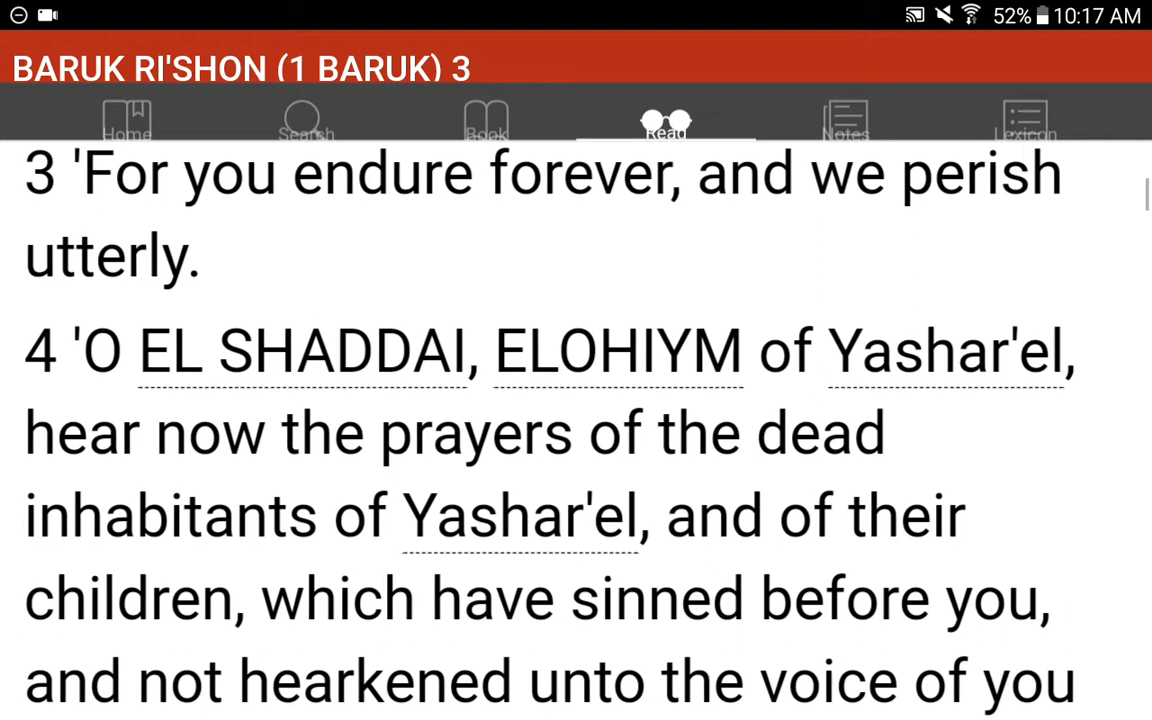 52% 10:17 AM
BARUK RI'SHON (1 BARUK) 3
Home Search Book Read Notes Lexicon
3 'For you endure forever, and we perish
utterly.
4 'O EL SHADDAI, ELOHIYM of Yashar'el,
hear now the prayers of the dead
inhabitants of Yashar'el, and of their
children, which have sinned before you,
and not hearkened unto the voice of you